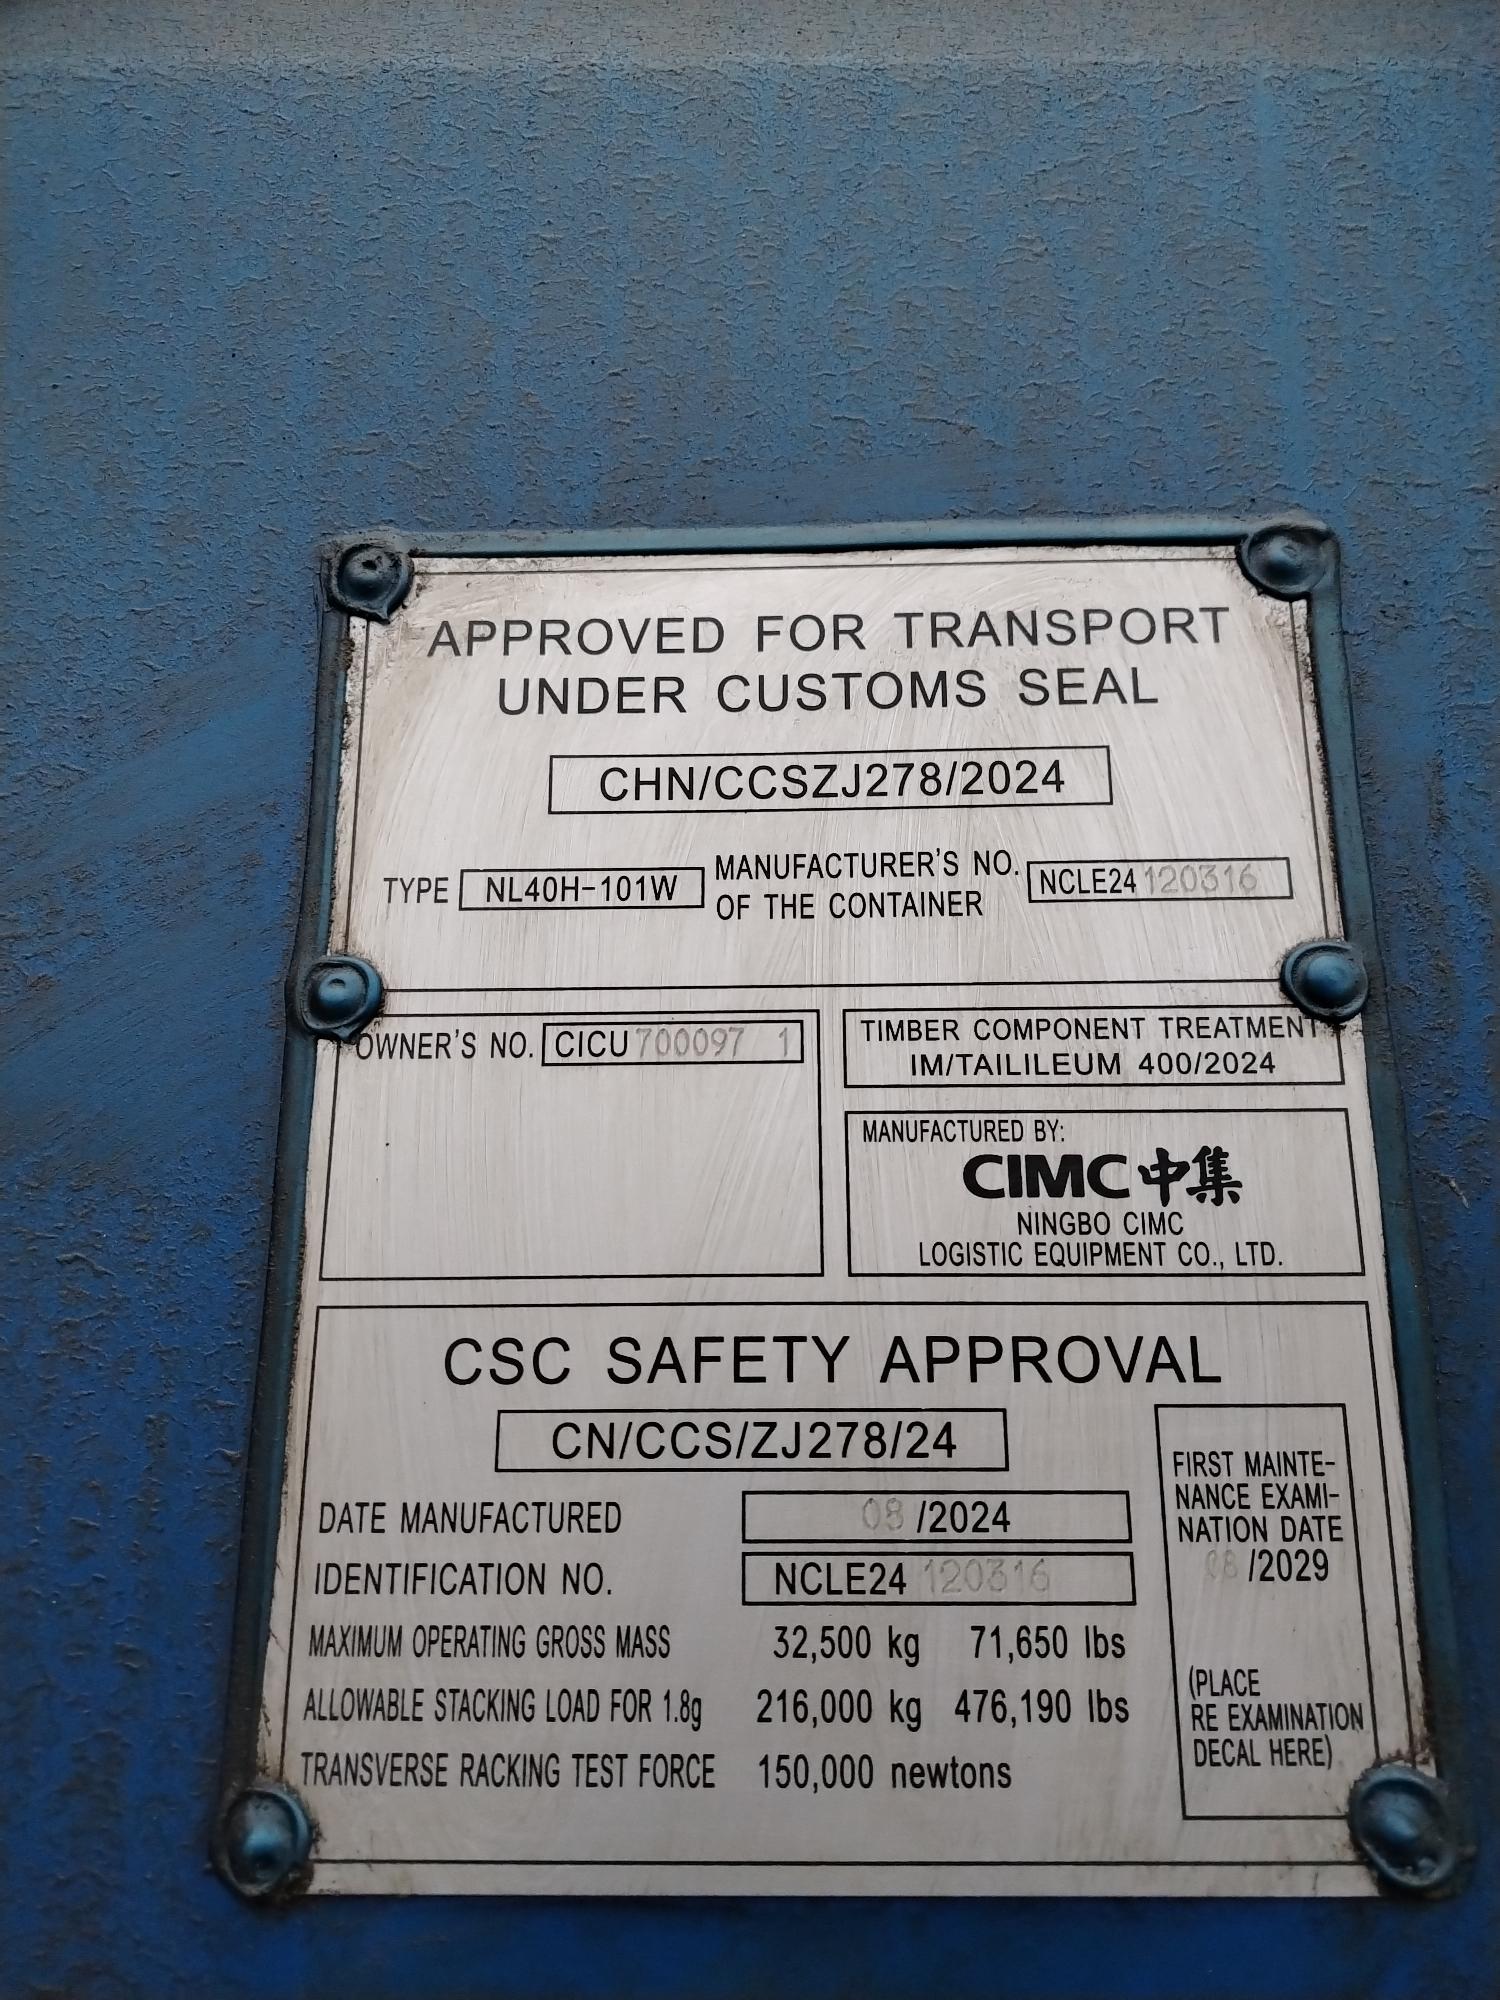 APPROVED FOR TRANSPORT
UNDER CUSTOMS SEAL
CHN/CCSZJ278/2024
TYPE NL40H-101W MANUFACTURER'S NO. OF THE CONTAINER NCLE24 120316
OWNER'S NO. CICU 700097 1
TIMBER COMPONENT TREATMENT
IM/TAILILEUM 400/2024
MANUFACTURED BY:
CIMC 中集
NINGBO CIMC
LOGISTIC EQUIPMENT CO., LTD.
CSC SAFETY APPROVAL
CN/CCS/ZJ278/24
DATE MANUFACTURED 08 /2024
IDENTIFICATION NO. NCLE24 120316
MAXIMUM OPERATING GROSS MASS 32,500 kg 71,650 lbs
ALLOWABLE STACKING LOAD FOR 1.8g 216,000 kg 476,190 lbs
TRANSVERSE RACKING TEST FORCE 150,000 newtons
FIRST MAINTE-
NANCE EXAMI-
NATION DATE
08 /2029
(PLACE
RE EXAMINATION
DECAL HERE)